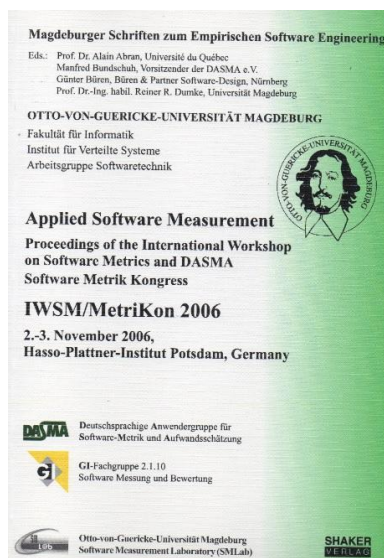 Magdeburger Schriften zum Empirischen Software Engineering
Eds.: Prof. Dr. Alain Abran, Université du Québec
Manfred Bundschuh, Vorsitzender der DASMA e.V.
Günter Büren, Büren & Partner Software-Design, Nürnberg
Prof. Dr.-Ing. habil. Reiner R. Dumke, Universität Magdeburg
OTTO-VON-GUERICKE-UNIVERSITÄT MAGDEBURG
Fakultät für Informatik
Institut für Verteilte Systeme
Arbeitsgruppe Softwaretechnik
OTTO-VON-GUERICKE-UNIVERSITÄT MAGDEBURG
Applied Software Measurement
Proceedings of the International Workshop
on Software Metrics and DASMA
Software Metrik Kongress
IWSM/MetriKon 2006
2.-3. November 2006,
Hasso-Plattner-Institut Potsdam, Germany
DASMA
Deutschsprachige Anwendergruppe für
Software-Metrik und Aufwandsschätzung
GI
GI-Fachgruppe 2.1.10
Software Messung und Bewertung
Otto-von-Guericke-Universität Magdeburg
Software Measurement Laboratory (SMLab)
SHAKER
VERLAG